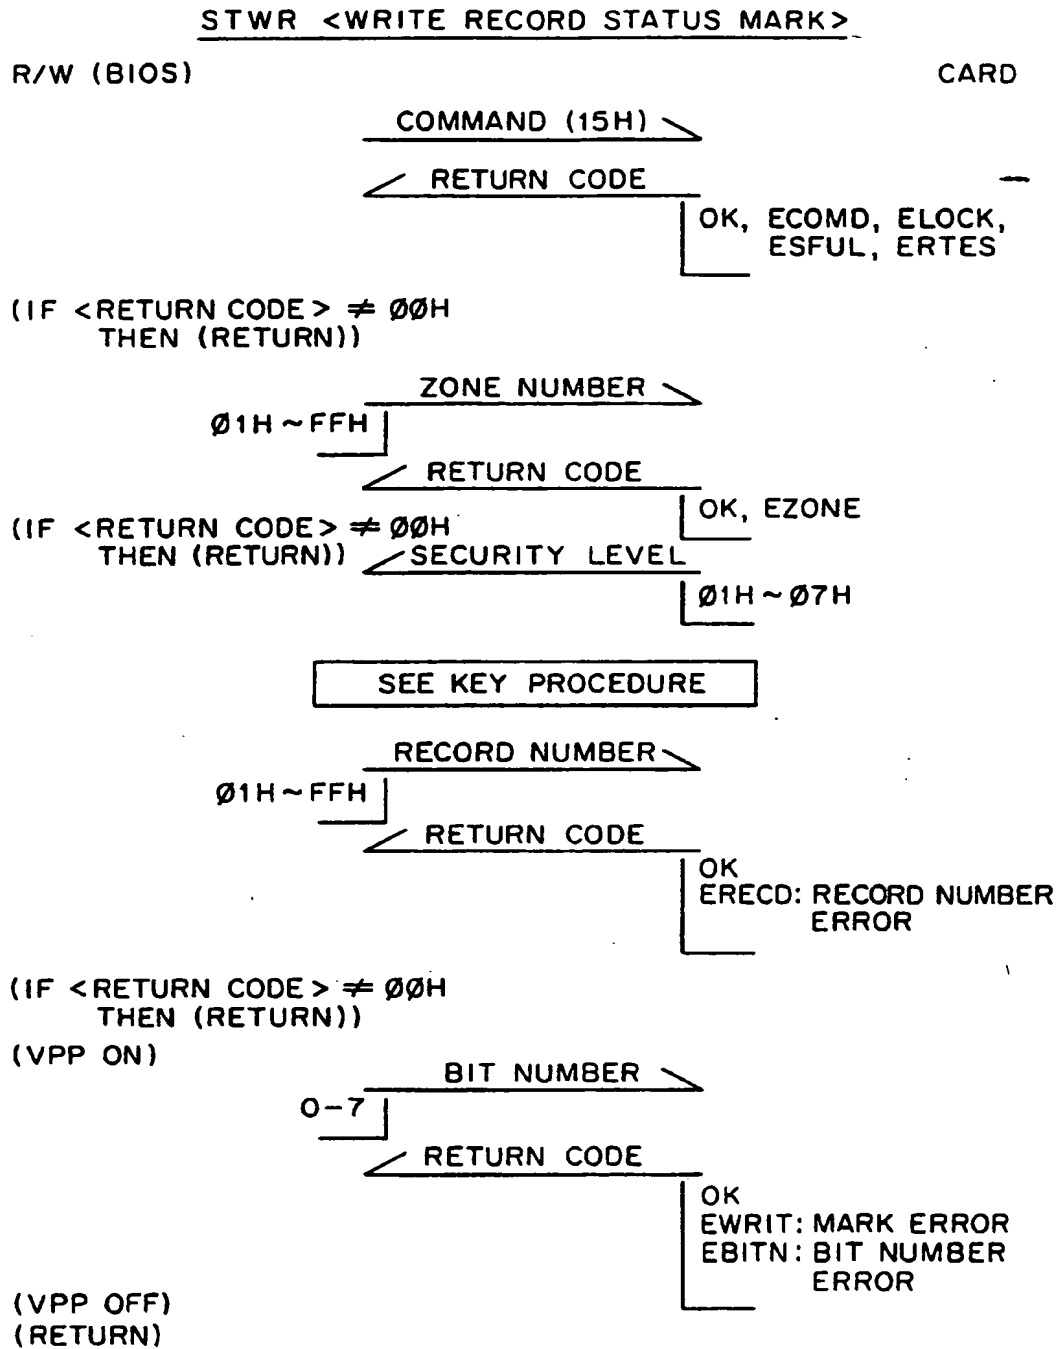 STWR <WRITE RECORD STATUS MARK>
R/W (BIOS) CARD
COMMAND (15H)
RETURN CODE
OK, ECOMD, ELOCK,
ESFUL, ERTES
(IF <RETURN CODE> ≠ ØØH
THEN (RETURN))
ZONE NUMBER
Ø1H~FFH
RETURN CODE
OK, EZONE
(IF <RETURN CODE> ≠ ØØH
THEN (RETURN))
SECURITY LEVEL
Ø1H~Ø7H
SEE KEY PROCEDURE
RECORD NUMBER
Ø1H~FFH
RETURN CODE
OK
ERECD: RECORD NUMBER
ERROR
(IF <RETURN CODE> ≠ ØØH
THEN (RETURN))
(VPP ON)
BIT NUMBER
0-7
RETURN CODE
OK
EWRIT: MARK ERROR
EBITN: BIT NUMBER
ERROR
(VPP OFF)
(RETURN)